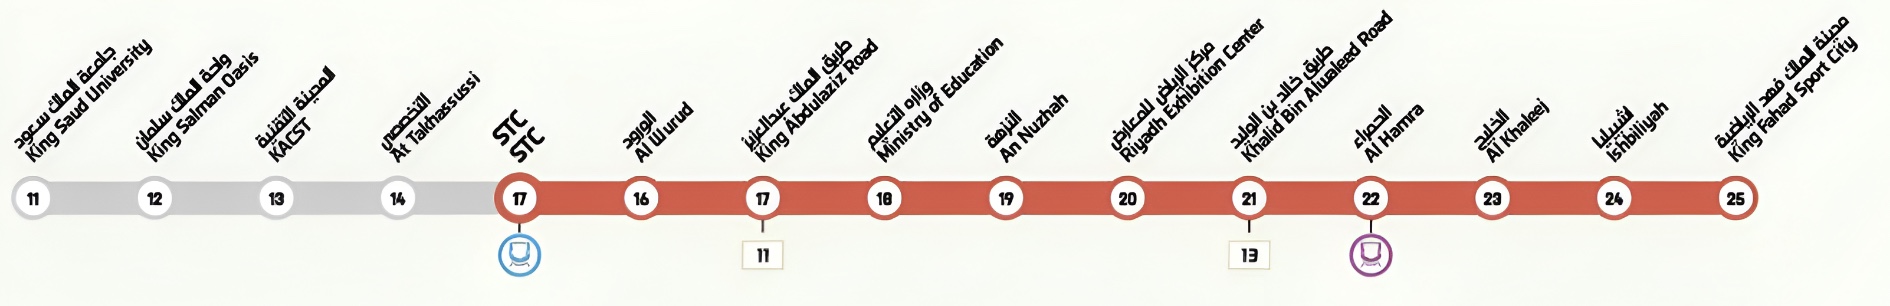 جامعة الملك سعود
King Saud University
واحة الملك سلمان
King Salman Oasis
المدينة التقنية
KACST
التخصصي
At Takhassussi
STC
STC
الورود
Al Wurud
طريق الملك عبدالعزيز
King Abdulaziz Road
وزاره التعليم
Ministry of Education
النزهة
An Nuzhah
مركز الرياض للمعارض
Riyadh Exhibition Center
طريق خالد بن الوليد
Khalid Bin Alwaleed Road
الحمراء
Al Hamra
الخليج
Al Khaleej
اشبيليا
Ishbiliyah
مدينة الملك فهد الرياضية
King Fahad Sport City
11 12 13 14 17 16 17 18 19 20 21 22 23 24 25
11 13